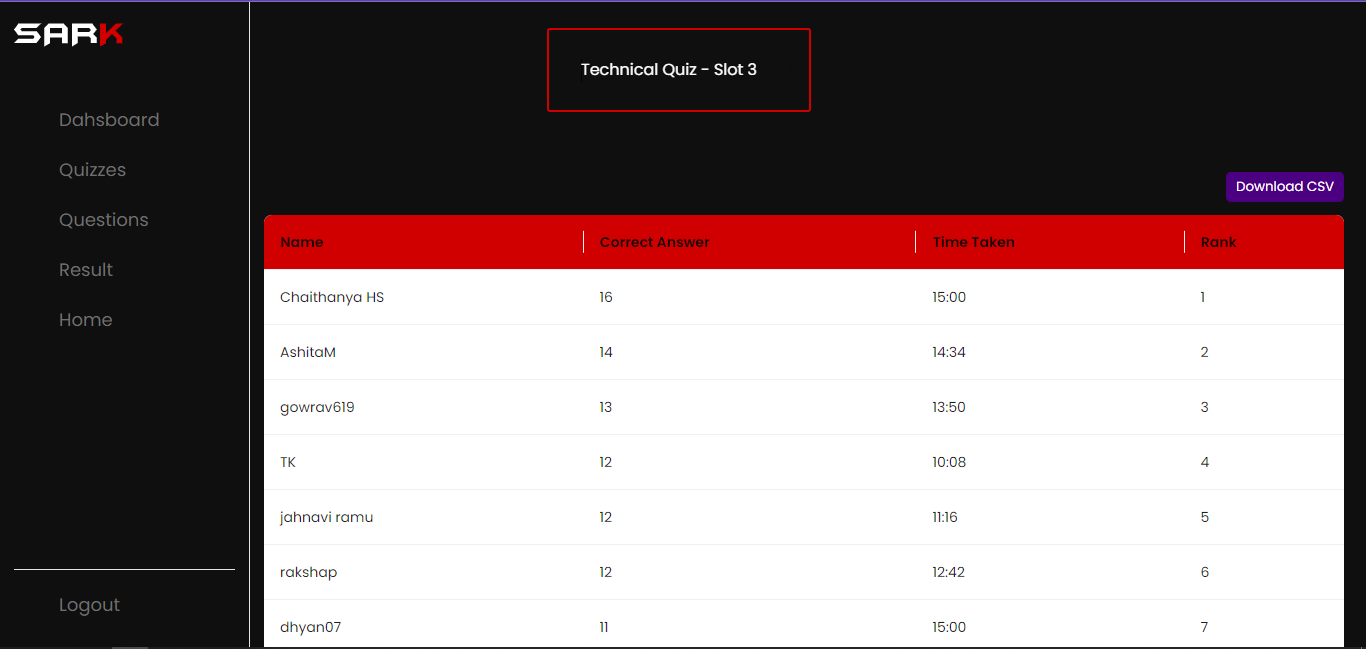 SARK
Dahsboard
Quizzes
Questions
Result
Home
Logout
Technical Quiz - Slot 3
Download CSV
Name Correct Answer Time Taken Rank
Chaithanya HS 16 15:00 1
AshitaM 14 14:34 2
gowrav619 13 13:50 3
TK 12 10:08 4
jahnavi ramu 12 11:16 5
rakshap 12 12:42 6
dhyan07 11 15:00 7